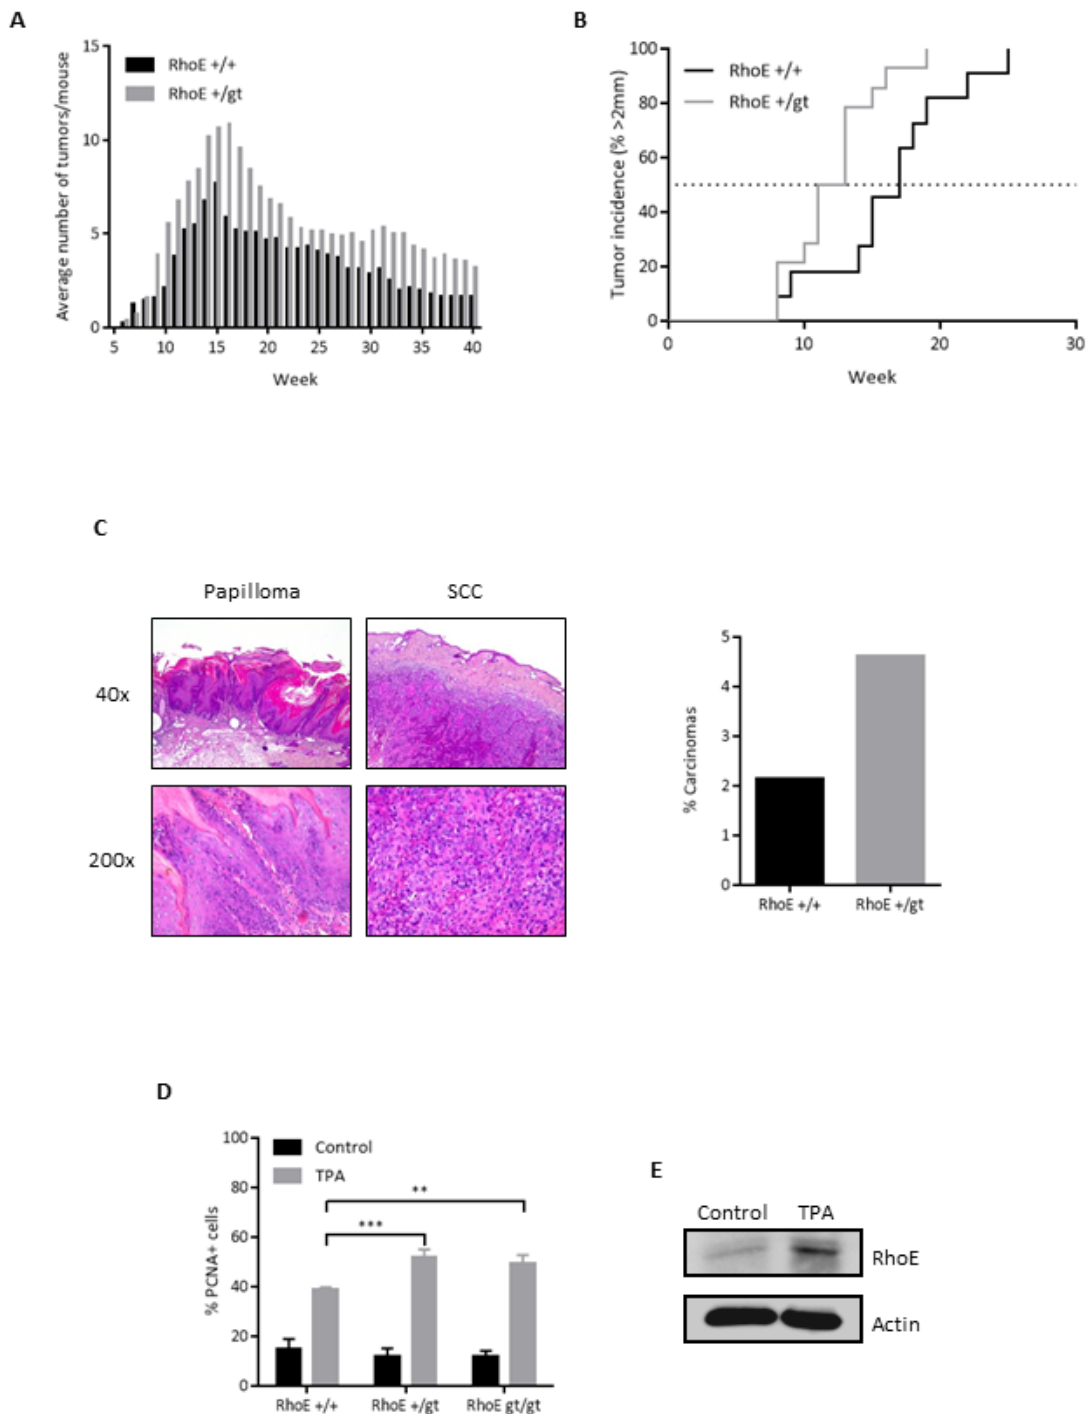 A
Average number of tumors/mouse
15
10
5
0
RhoE +/+
RhoE +/gt
5 10 15 20 25 30 35 40
Week
B
Tumor incidence (% >2mm)
100
80
60
40
20
0
RhoE +/+
RhoE +/gt
0 10 20 30
Week
C
Papilloma SCC
40x
200x
% Carcinomas
5
4
3
2
1
0
RhoE +/+ RhoE +/gt
D
% PCNA+ cells
100
80
60
40
20
0
Control
TPA
**
***
RhoE +/+ RhoE +/gt RhoE gt/gt
E
Control TPA
RhoE
Actin